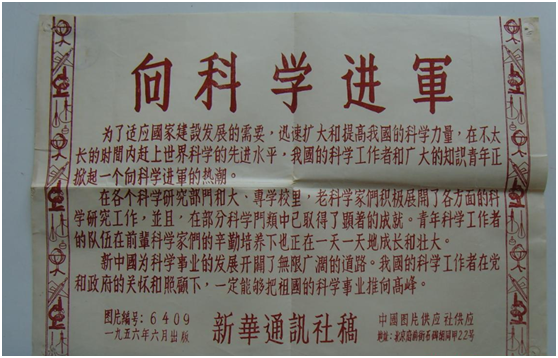 向科学进軍
为了适应國家建設发展的需要，迅速扩大和提高我國的科学力量，在不太
长的时間内赶上世界科学的先进水平，我國的科学工作者和广大的知識青年正
掀起一个向科学进軍的热潮。
在各个科学研究部門和大、專学校里，老科学家們积极展開了各方面的科
学研究工作，並且，在部分科学門類中已取得了顯著的成就。青年科学工作者
的队伍在前輩科学家們的辛勤培养下也正在一天一天地成长和壮大。
新中國为科学事业的发展开闢了無限广濶的道路。我國的科学工作者在党
和政府的关怀和照顧下，一定能够把祖國的科学事业推向高峰。
图片編号：6409
一九五六年六月出版
新華通訊社稿
中國图片供应社供应
地址：北京
甲22号